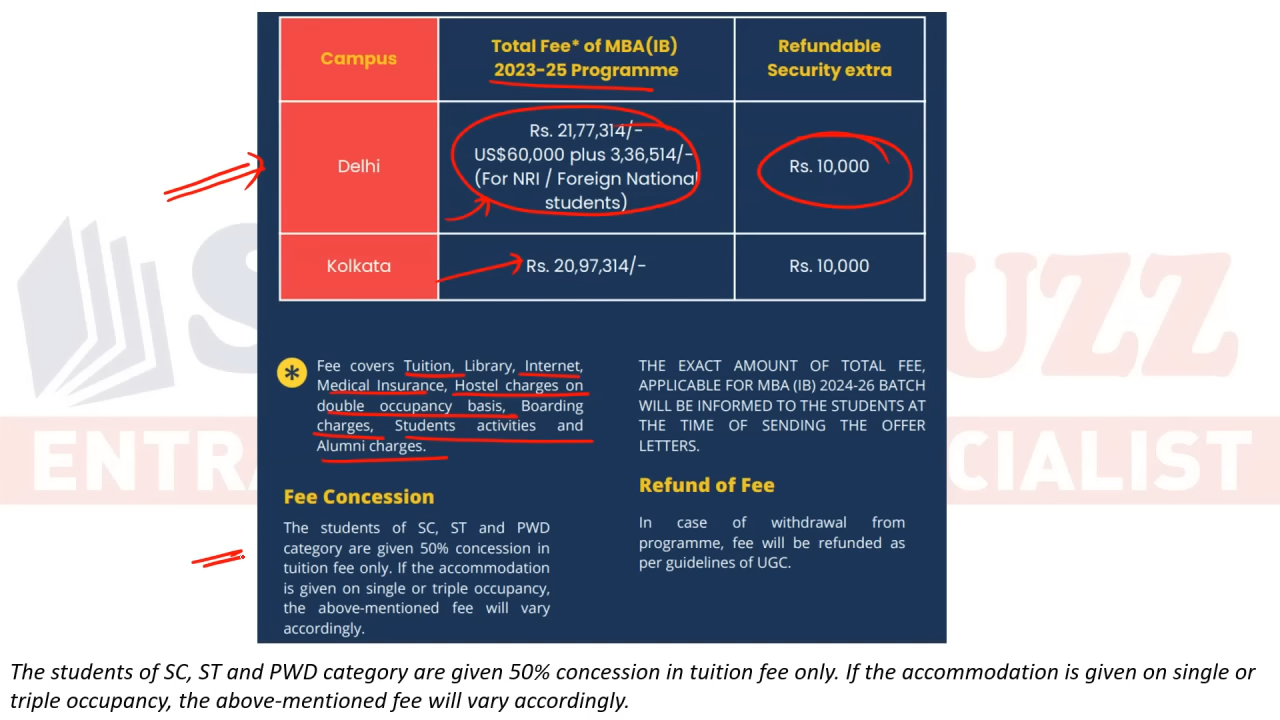 Campus
Total Fee* of MBA(IB)
2023-25 Programme
Refundable
Security extra
Delhi
Rs. 21,77,314/-
US$60,000 plus 3,36,514/-
(For NRI / Foreign National
students)
Rs. 10,000
Kolkata
Rs. 20,97,314/-
Rs. 10,000
* Fee covers Tuition, Library, Internet,
Medical Insurance, Hostel charges on
double occupancy basis, Boarding
charges, Students activities and
Alumni charges.
Fee Concession
The students of SC, ST and PWD
category are given 50% concession in
tuition fee only. If the accommodation
is given on single or triple occupancy,
the above-mentioned fee will vary
accordingly.
THE EXACT AMOUNT OF TOTAL FEE,
APPLICABLE FOR MBA (IB) 2024-26 BATCH
WILL BE INFORMED TO THE STUDENTS AT
THE TIME OF SENDING THE OFFER
LETTERS.
Refund of Fee
In case of withdrawal from
programme, fee will be refunded as
per guidelines of UGC.
The students of SC, ST and PWD category are given 50% concession in tuition fee only. If the accommodation is given on single or
triple occupancy, the above-mentioned fee will vary accordingly.